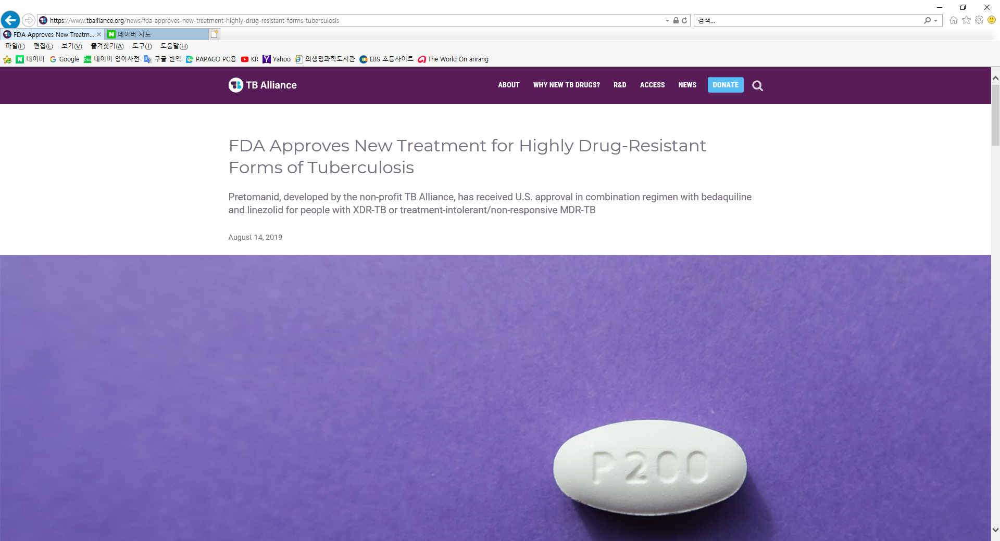 https://www.tballiance.org/news/fda-approves-new-treatment-highly-drug-resistant-forms-tuberculosis
검색...
FDA Approves New Treatm...
네이버 지도
파일(F) 편집(E) 보기(V) 즐겨찾기(A) 도구(T) 도움말(H)
네이버 Google 네이버 영어사전 구글 번역 PAPAGO PC용 KR Yahoo 의생명과학도서관 EBS 초등사이트 The World On arirang
TB Alliance
ABOUT WHY NEW TB DRUGS? R&D ACCESS NEWS DONATE
FDA Approves New Treatment for Highly Drug-Resistant
Forms of Tuberculosis
Pretomanid, developed by the non-profit TB Alliance, has received U.S. approval in combination regimen with bedaquiline
and linezolid for people with XDR-TB or treatment-intolerant/non-responsive MDR-TB
August 14, 2019
P200